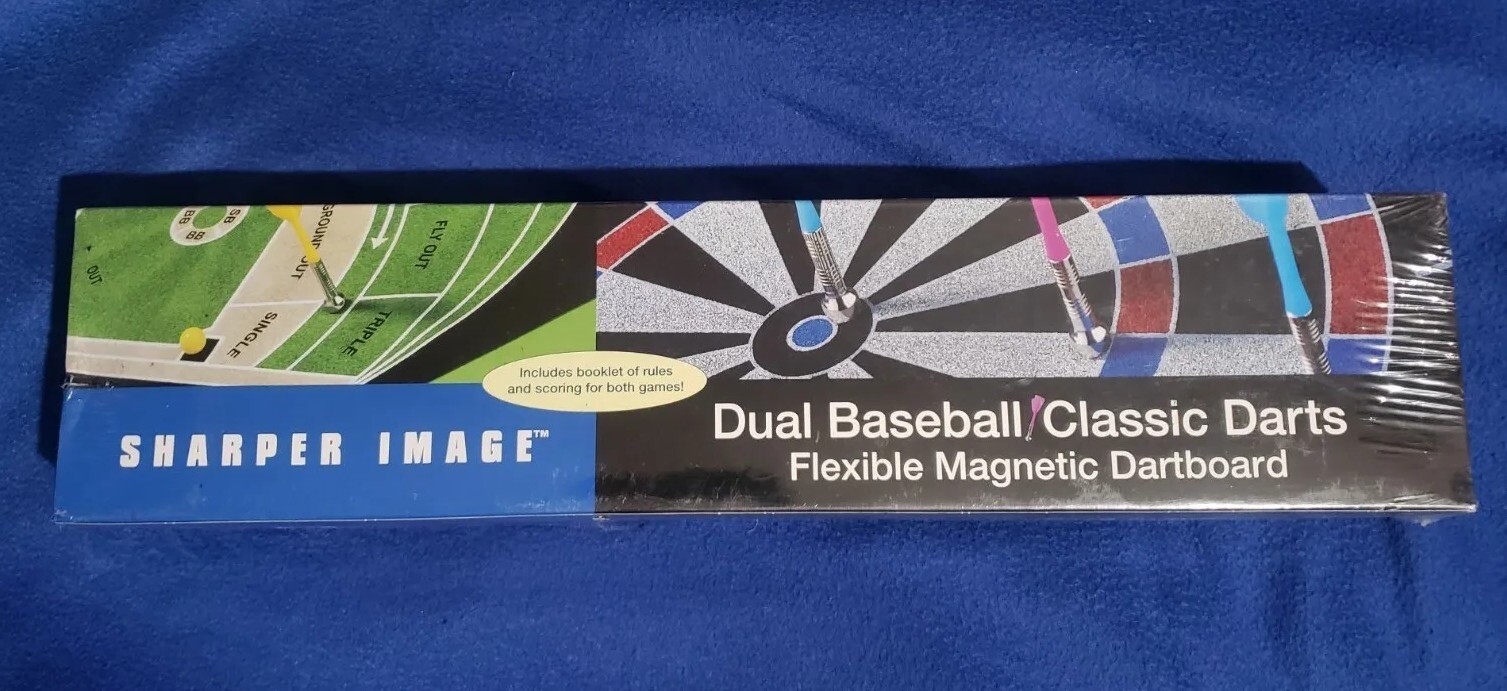 OUT
BB
SB
BB
GROUND OUT
FLY OUT
SINGLE
TRIPLE
Includes booklet of rules
and scoring for both games!
SHARPER IMAGE™
Dual Baseball/Classic Darts
Flexible Magnetic Dartboard